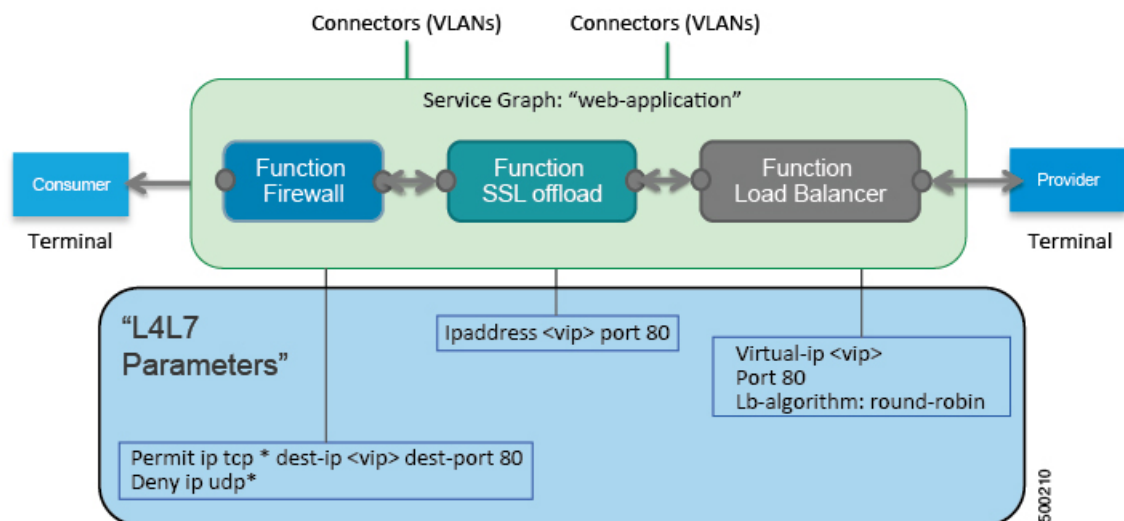 Connectors (VLANs)
Connectors (VLANs)
Service Graph: “web-application”
Consumer
Terminal
Function
Firewall
Function
SSL offload
Function
Load Balancer
Provider
Terminal
“L4L7
Parameters”
Ipaddress <vip> port 80
Virtual-ip <vip>
Port 80
Lb-algorithm: round-robin
Permit ip tcp * dest-ip <vip> dest-port 80
Deny ip udp*
500210